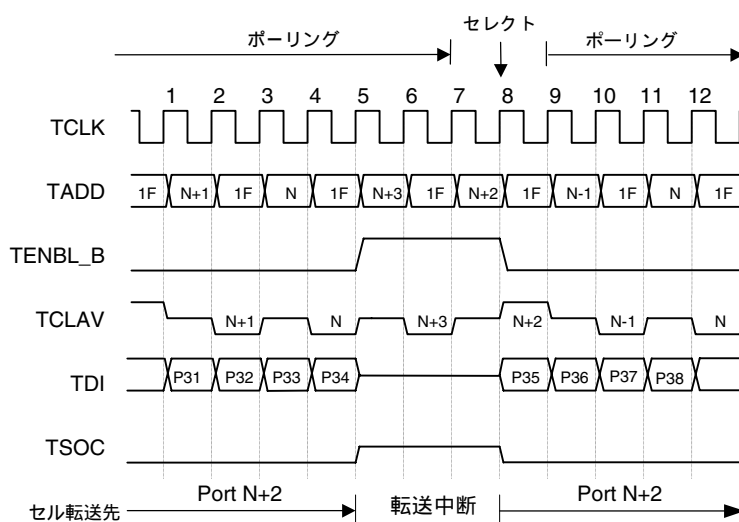 ポーリング セレクト ポーリング
1 2 3 4 5 6 7 8 9 10 11 12
TCLK
TADD 1F N+1 1F N 1F N+3 1F N+2 1F N-1 1F N 1F
TENBL_B
TCLAV N+1 N N+3 N+2 N-1 N
TDI P31 P32 P33 P34 P35 P36 P37 P38
TSOC
セル転送先 Port N+2 転送中断 Port N+2